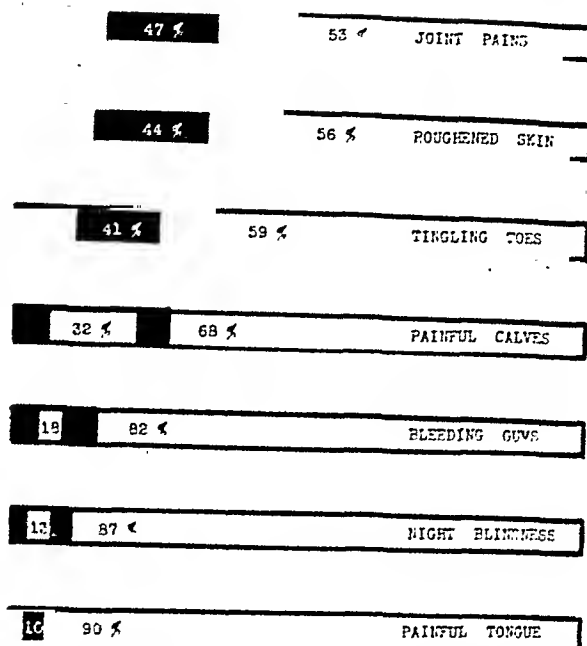 47 % 53 % JOINT PAINS
44 % 56 % ROUGHENED SKIN
41 % 59 % TINGLING TOES
32 % 68 % PAINFUL CALVES
18 82 % BLEEDING GUMS
87 % NIGHT BLINDNESS
10 90 % PAINFUL TONGUE